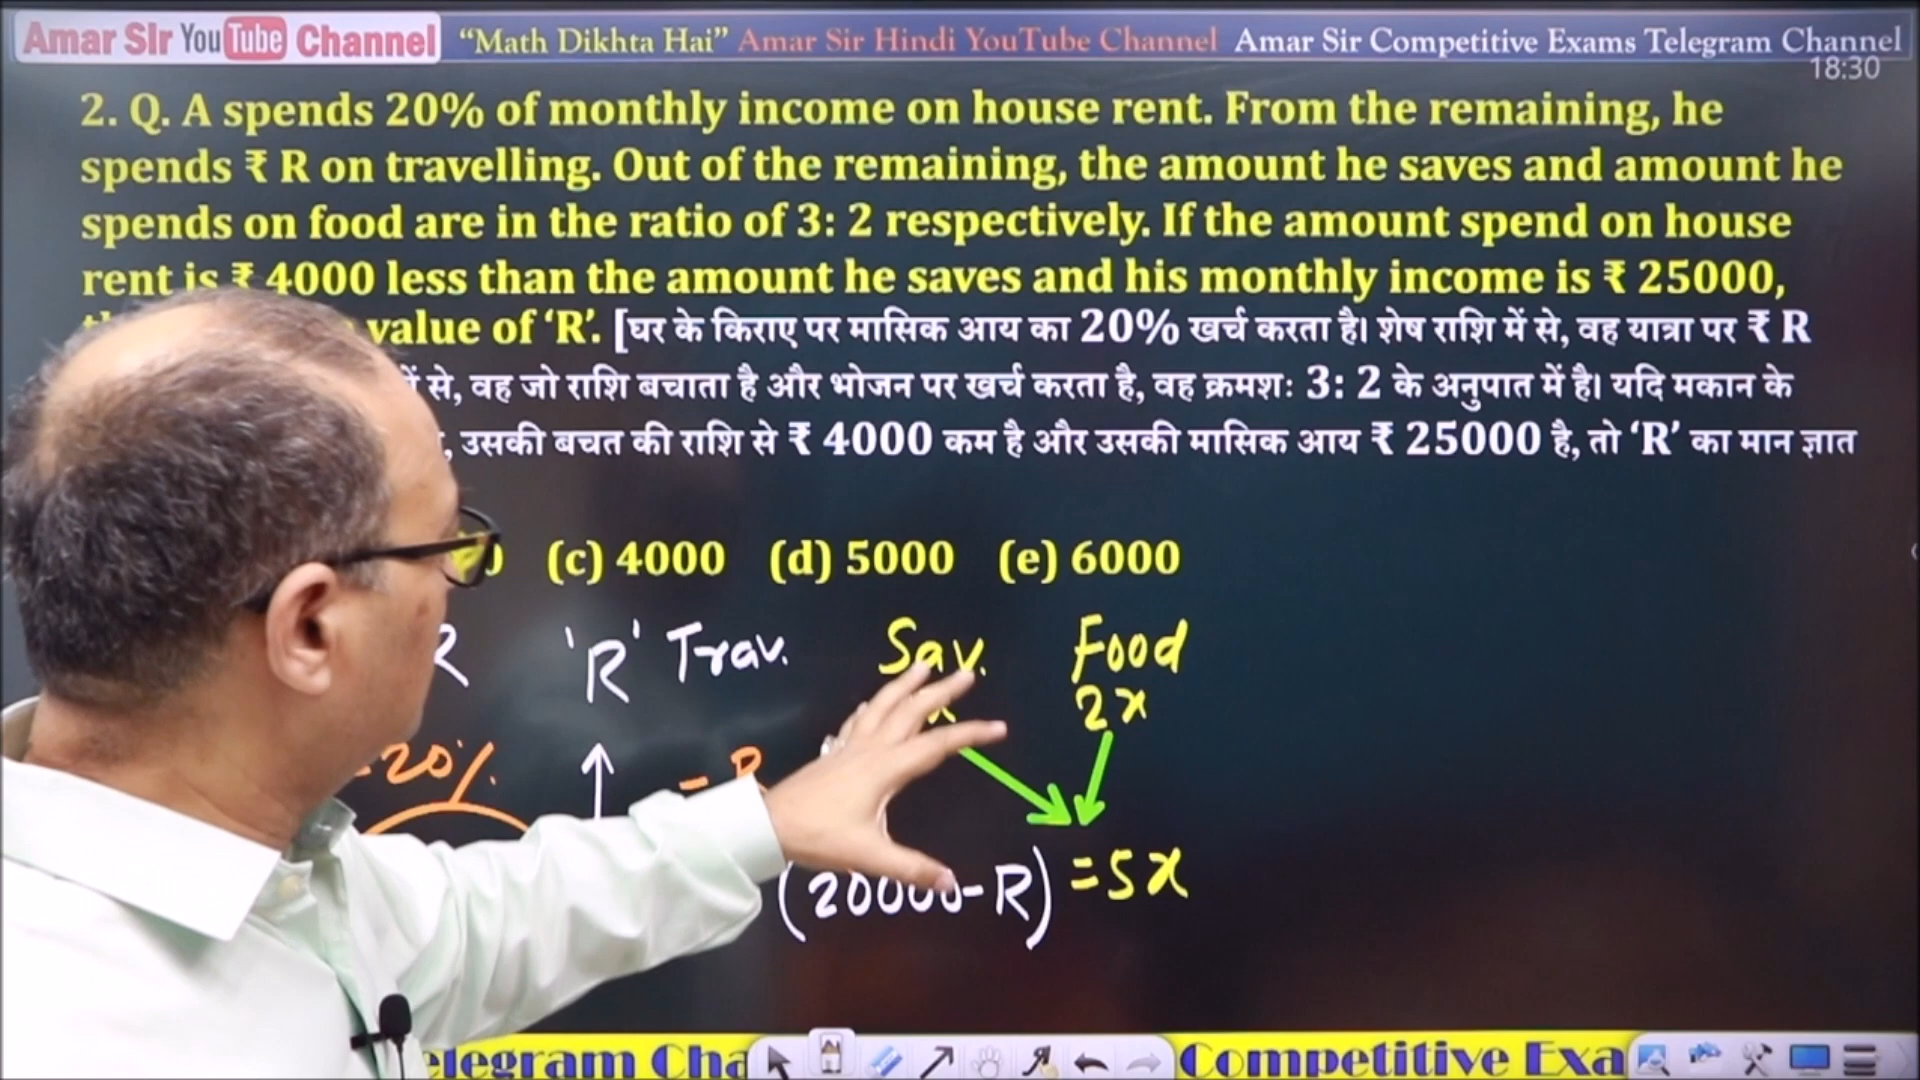 Amar Sir YouTube Channel "Math Dikhta Hai" Amar Sir Hindi YouTube Channel Amar Sir Competitive Exams Telegram Channel
18:30
2. Q. A spends 20% of monthly income on house rent. From the remaining, he
spends ₹ R on travelling. Out of the remaining, the amount he saves and amount he
spends on food are in the ratio of 3: 2 respectively. If the amount spend on house
rent is ₹ 4000 less than the amount he saves and his monthly income is ₹ 25000,
value of 'R'. [घर के किराए पर मासिक आय का 20% खर्च करता है। शेष राशि में से, वह यात्रा पर ₹ R
से, वह जो राशि बचाता है और भोजन पर खर्च करता है, वह क्रमशः 3: 2 के अनुपात में है। यदि मकान के
, उसकी बचत की राशि से ₹ 4000 कम है और उसकी मासिक आय ₹ 25000 है, तो 'R' का मान ज्ञात
(c) 4000 (d) 5000 (e) 6000
R 'R' Trav. Sav. Food
2x
20%
(20000-R) =5x
Competitive Exa